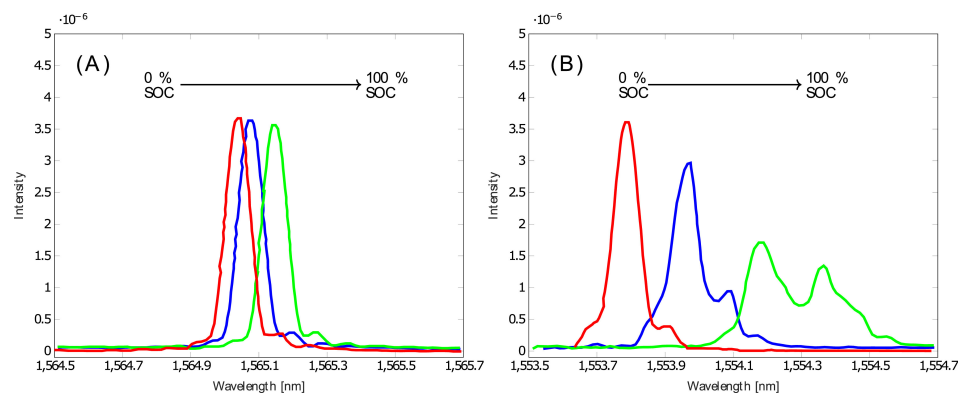 ·10⁻⁶
5
4.5
4
3.5
3
2.5
2
1.5
1
0.5
0
Intensity
(A)
0 % SOC
100 % SOC
1,564.5 1,564.7 1,564.9 1,565.1 1,565.3 1,565.5 1,565.7
Wavelength [nm]
·10⁻⁶
5
4.5
4
3.5
3
2.5
2
1.5
1
0.5
0
Intensity
(B)
0 % SOC
100 % SOC
1,553.5 1,553.7 1,553.9 1,554.1 1,554.3 1,554.5 1,554.7
Wavelength [nm]